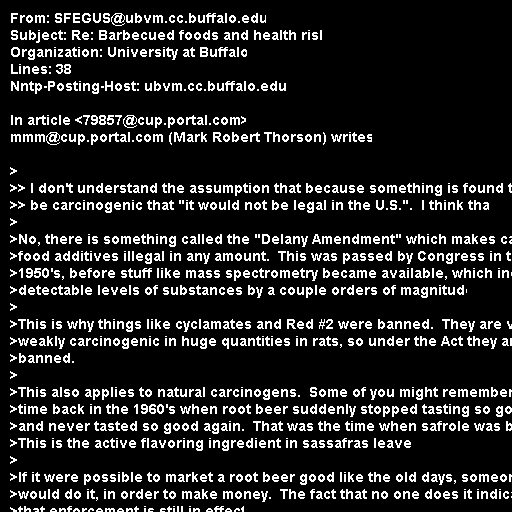 From: SFEGUS@ubvm.cc.buffalo.edu
Subject: Re: Barbecued foods and health risk
Organization: University at Buffalo
Lines: 38
Nntp-Posting-Host: ubvm.cc.buffalo.edu

In article <79857@cup.portal.com>
mmm@cup.portal.com (Mark Robert Thorson) writes

>
>> I don't understand the assumption that because something is found t
>> be carcinogenic that "it would not be legal in the U.S.".  I think tha
>
>No, there is something called the "Delany Amendment" which makes ca
>food additives illegal in any amount.  This was passed by Congress in t
>1950's, before stuff like mass spectrometry became available, which in
>detectable levels of substances by a couple orders of magnitud
>
>This is why things like cyclamates and Red #2 were banned.  They are v
>weakly carcinogenic in huge quantities in rats, so under the Act they a
>banned.
>
>This also applies to natural carcinogens.  Some of you might remember
>time back in the 1960's when root beer suddenly stopped tasting so go
>and never tasted so good again.  That was the time when safrole was b
>This is the active flavoring ingredient in sassafras leave
>
>If it were possible to market a root beer good like the old days, someo
>would do it, in order to make money.  The fact that no one does it indic
>that enforcement is still in effect